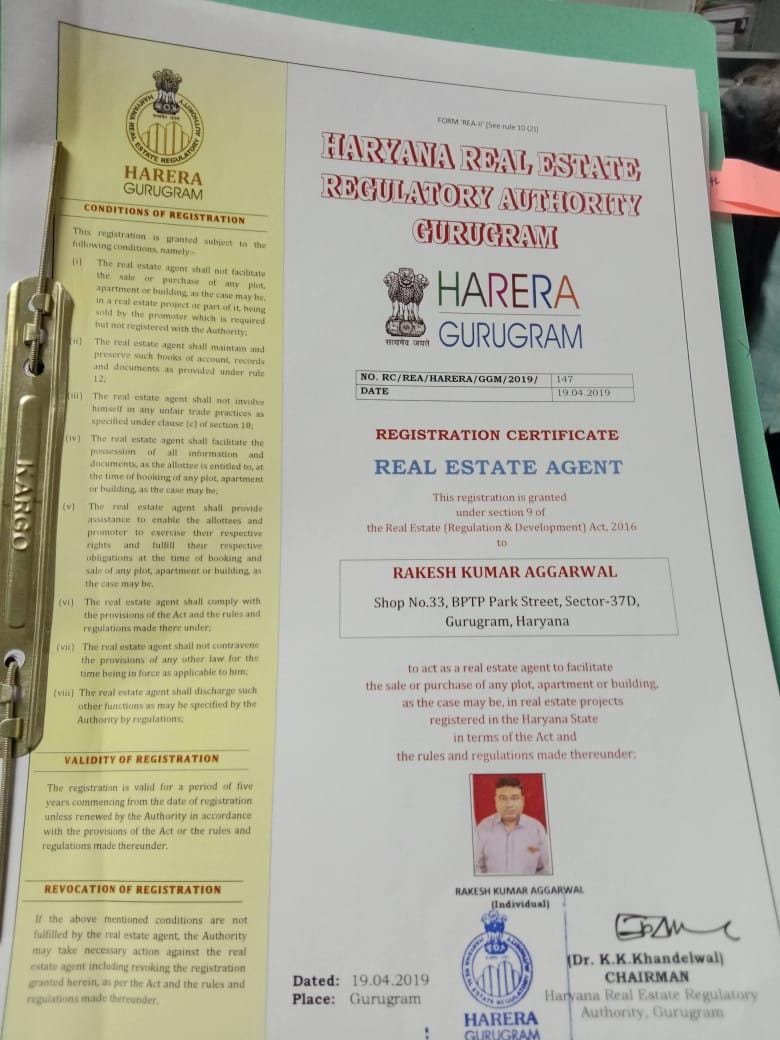 HARYANA REAL ESTATE REGULATORY AUTHORITY
सत्यमेव जयते
HARERA
GURUGRAM
CONDITIONS OF REGISTRATION
This registration is granted subject to the
following conditions, namely:-
(i) The real estate agent shall not facilitate
the sale or purchase of any plot,
apartment or building, as the case may be,
in a real estate project or part of it, being
sold by the promoter which is required
but not registered with the Authority;
(ii) The real estate agent shall maintain and
preserve such books of account, records
and documents as provided under rule
12;
(iii) The real estate agent shall not involve
himself in any unfair trade practices as
specified under clause (c) of section 10;
(iv) The real estate agent shall facilitate the
possession of all information and
documents, as the allottee is entitled to, at
the time of booking of any plot, apartment
or building, as the case may be;
(v) The real estate agent shall provide
assistance to enable the allottees and
promoter to exercise their respective
rights and fulfill their respective
obligations at the time of booking and
sale of any plot, apartment or building, as
the case may be.
(vi) The real estate agent shall comply with
the provisions of the Act and the rules and
regulations made there under;
(vii) The real estate agent shall not contravene
the provisions of any other law for the
time being in force as applicable to him;
(viii) The real estate agent shall discharge such
other functions as may be specified by the
Authority by regulations;
VALIDITY OF REGISTRATION
The registration is valid for a period of five
years commencing from the date of registration
unless renewed by the Authority in accordance
with the provisions of the Act or the rules and
regulations made thereunder.
REVOCATION OF REGISTRATION
If the above mentioned conditions are not
fulfilled by the real estate agent, the Authority
may take necessary action against the real
estate agent including revoking the registration
granted herein, as per the Act and the rules and
regulations made thereunder.
KARGO
FORM 'REA-II' [See rule 10 (2)]
HARYANA REAL ESTATE
REGULATORY AUTHORITY
GURUGRAM
सत्यमेव जयते
HARERA
GURUGRAM
NO. RC/REA/HARERA/GGM/2019/ 147
DATE 19.04.2019
REGISTRATION CERTIFICATE
REAL ESTATE AGENT
This registration is granted
under section 9 of
the Real Estate (Regulation & Development) Act, 2016
to
RAKESH KUMAR AGGARWAL
Shop No.33, BPTP Park Street, Sector-37D,
Gurugram, Haryana
to act as a real estate agent to facilitate
the sale or purchase of any plot, apartment or building,
as the case may be, in real estate projects
registered in the Haryana State
in terms of the Act and
the rules and regulations made thereunder;
RAKESH KUMAR AGGARWAL
(Individual)
Dated: 19.04.2019
Place: Gurugram
HARYANA REAL ESTATE REGULATORY AUTHORITY
HARERA
GURUGRAM
(Dr. K.K.Khandelwal)
CHAIRMAN
Haryana Real Estate Regulatory
Authority, Gurugram